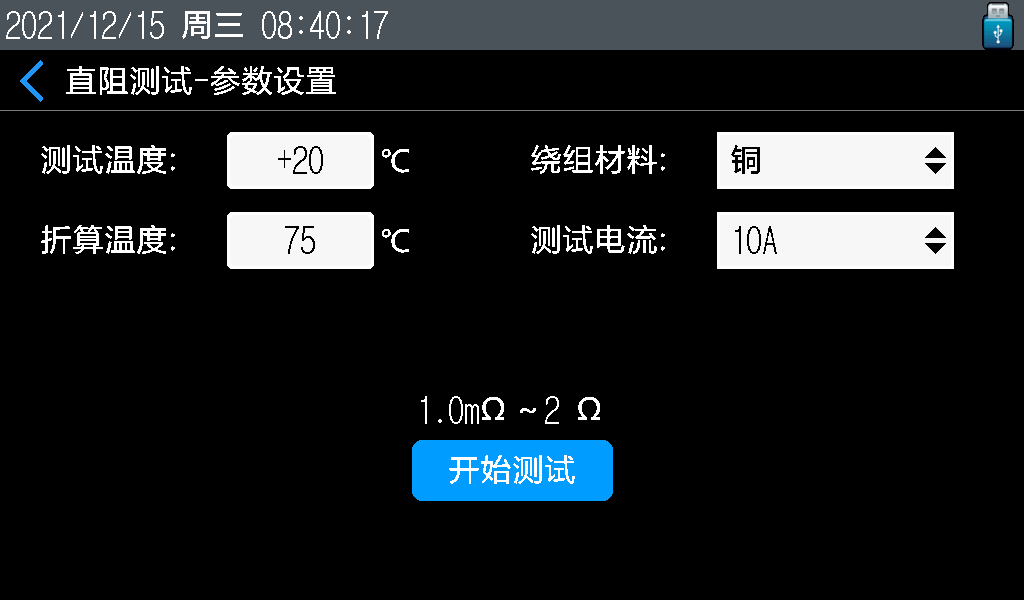 2021/12/15 周三 08:40:17
直阻测试-参数设置
测试温度: +20 ℃ 绕组材料: 铜
折算温度: 75 ℃ 测试电流: 10A
1.0mΩ ~2 Ω
开始测试